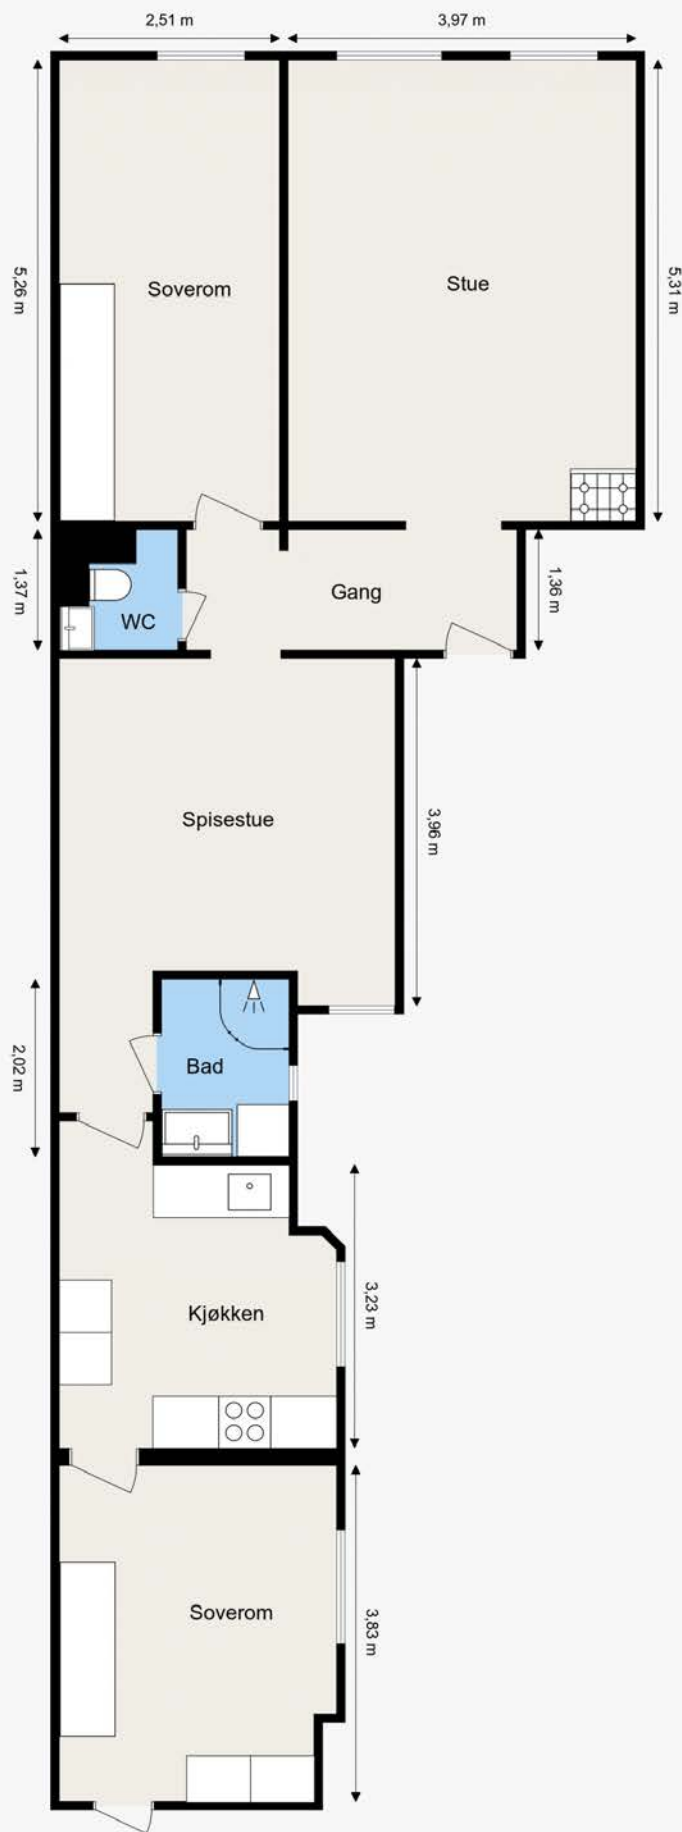 2,51 m
3,97 m
5,26 m
5,31 m
Soverom
Stue
1,37 m
1,36 m
WC
Gang
Spisestue
3,96 m
2,02 m
Bad
Kjøkken
3,23 m
Soverom
3,83 m